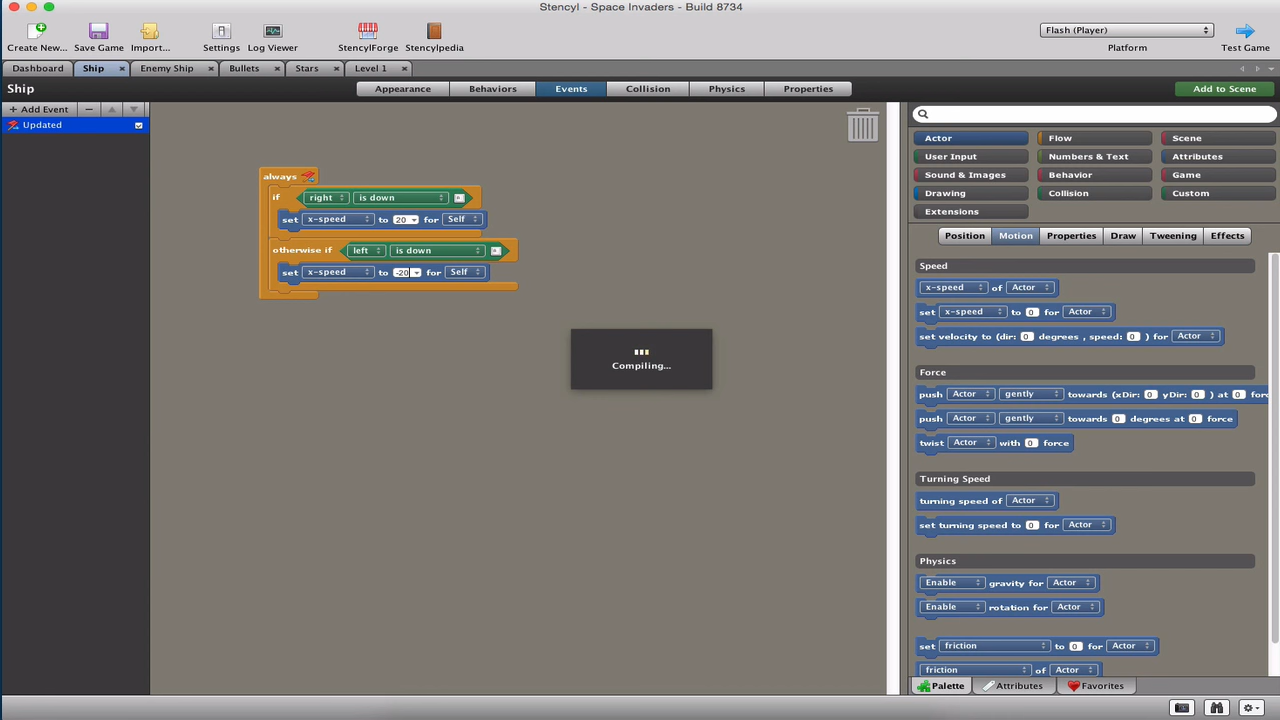 Stencyl - Space Invaders - Build 8734
Create New... Save Game Import... Settings Log Viewer StencylForge Stencylpedia Flash (Player) Platform Test Game
Dashboard Ship × Enemy Ship × Bullets × Stars × Level 1 ×
Ship Appearance Behaviors Events Collision Physics Properties Add to Scene
+ Add Event
Updated
always
if right is down
set x-speed to 20 for Self
otherwise if left is down
set x-speed to -20 for Self
Compiling...
Actor Flow Scene
User Input Numbers & Text Attributes
Sound & Images Behavior Game
Drawing Collision Custom
Extensions
Position Motion Properties Draw Tweening Effects
Speed
x-speed of Actor
set x-speed to 0 for Actor
set velocity to (dir: 0 degrees , speed: 0 ) for Actor
Force
push Actor gently towards (xDir: 0 yDir: 0 ) at 0 forc
push Actor gently towards 0 degrees at 0 force
twist Actor with 0 force
Turning Speed
turning speed of Actor
set turning speed to 0 for Actor
Physics
Enable gravity for Actor
Enable rotation for Actor
set friction to 0 for Actor
friction of Actor
Palette Attributes Favorites